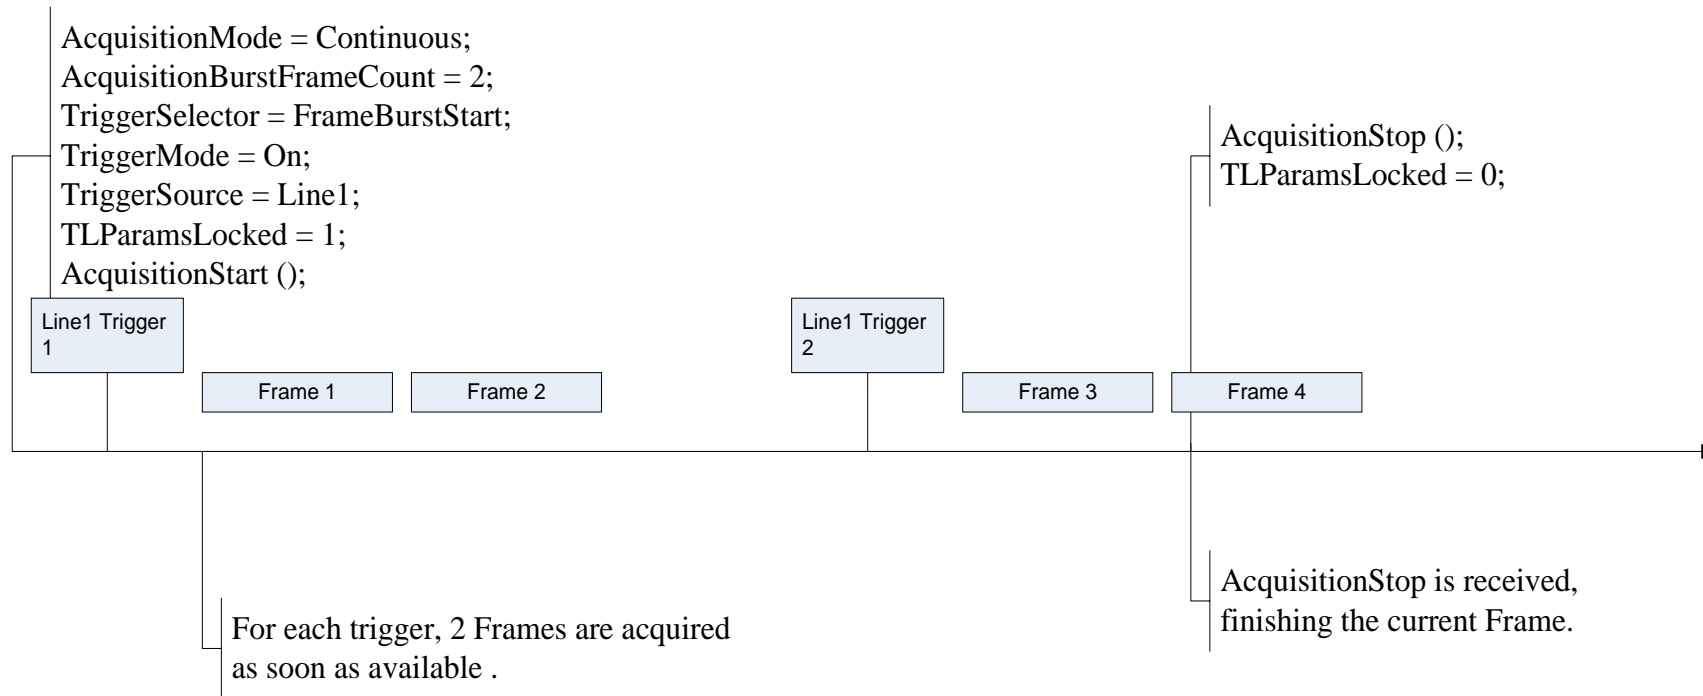 AcquisitionMode = Continuous;
AcquisitionBurstFrameCount = 2;
TriggerSelector = FrameBurstStart;
TriggerMode = On;
TriggerSource = Line1;
TLParamsLocked = 1;
AcquisitionStart ();
AcquisitionStop ();
TLParamsLocked = 0;
Line1 Trigger
1
Line1 Trigger
2
Frame 1
Frame 2
Frame 3
Frame 4
For each trigger, 2 Frames are acquired
as soon as available .
AcquisitionStop is received,
finishing the current Frame.